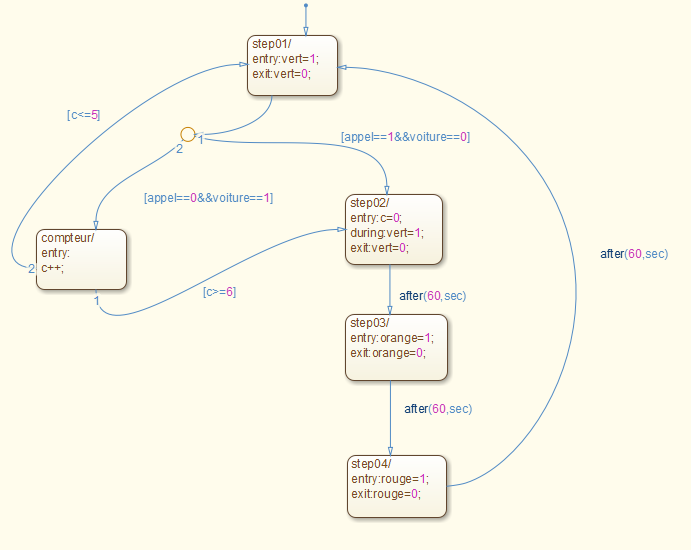 step01/
entry:vert=1;
exit:vert=0;
[c<=5]
1
2
[appel==1&&voiture==0]
[appel==0&&voiture==1]
step02/
entry:c=0;
during:vert=1;
exit:vert=0;
compteur/
entry:
c++;
2
1
[c>=6]
after(60,sec)
after(60,sec)
step03/
entry:orange=1;
exit:orange=0;
after(60,sec)
step04/
entry:rouge=1;
exit:rouge=0;